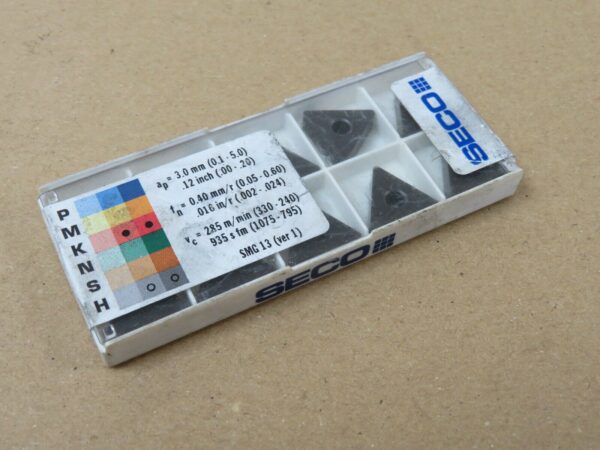 P
M
K
N
S
H
ap = 3.0 mm (0.1 - 5.0)
.12 inch (.00 - .20)
fn = 0.40 mm/r (0.05 - 0.60)
.016 in/r (.002 - .024)
vc = 285 m/min (330 - 240)
935 s fm (1075 - 795)
SMG 13 (ver 1)
SECO
SECO